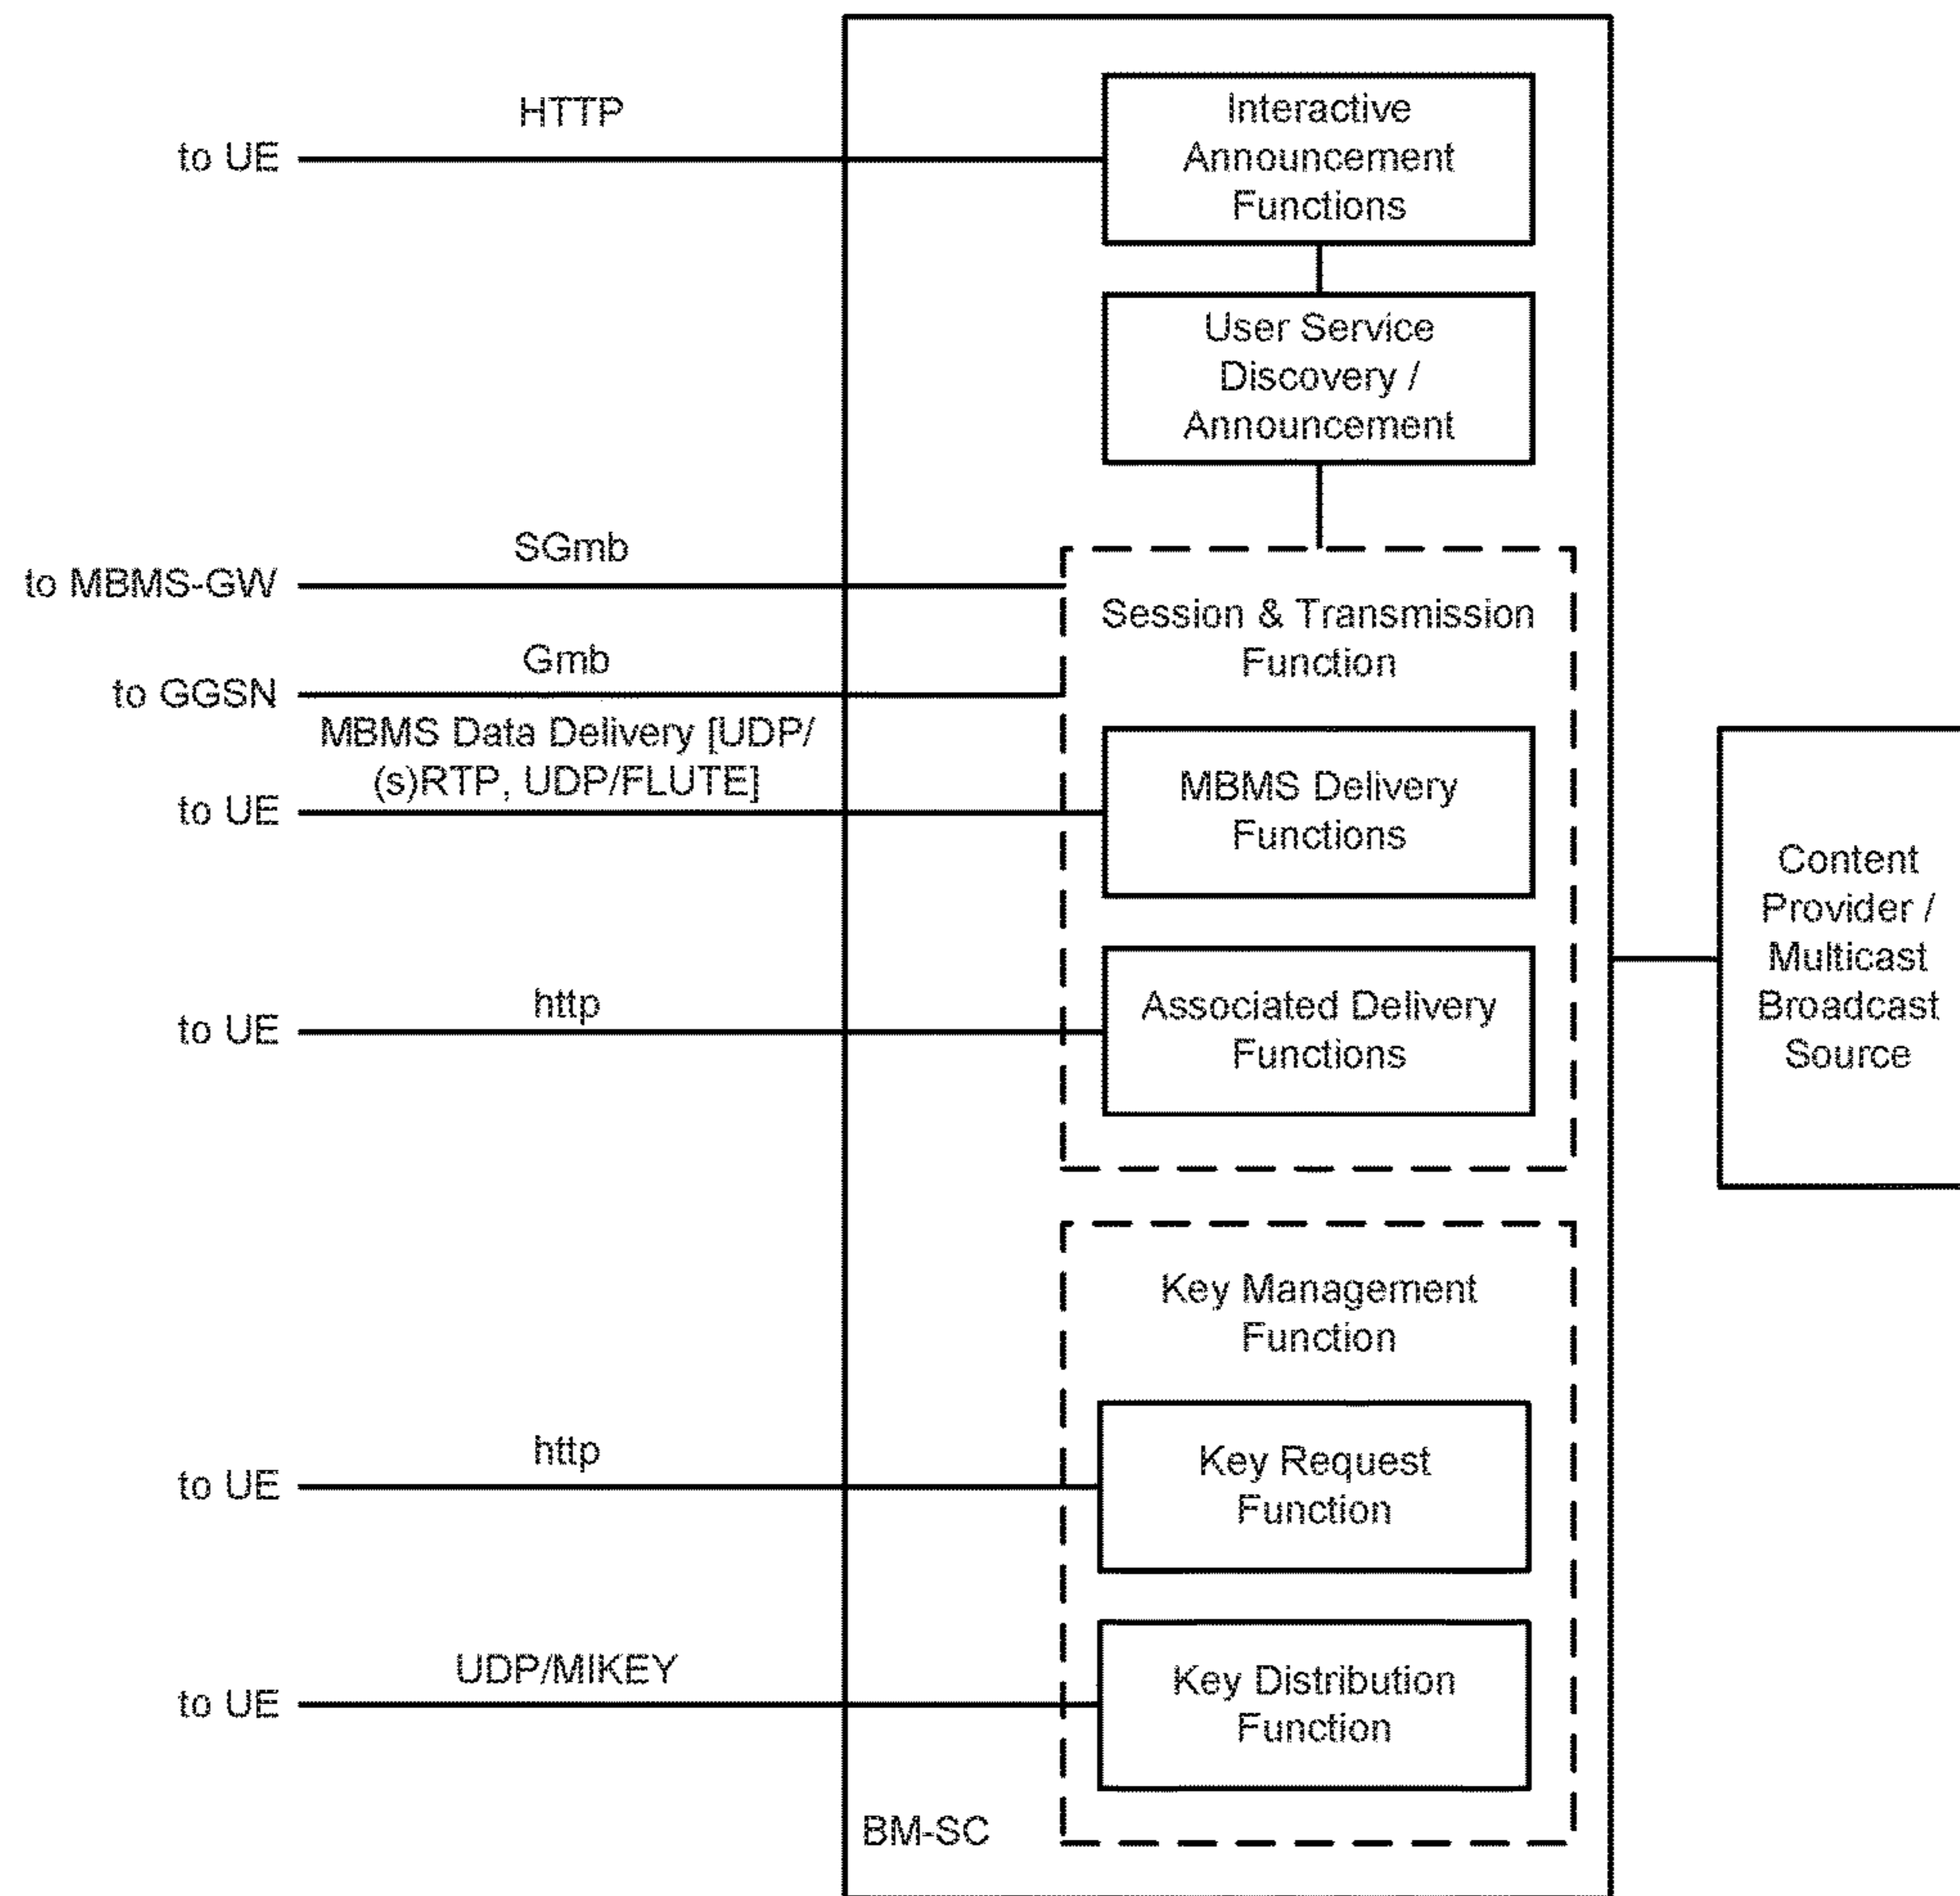 HTTP
to UE
Interactive
Announcement
Functions
User Service
Discovery /
Announcement
SGmb
to MBMS-GW
Session & Transmission
Function
Gmb
to GGSN
MBMS Data Delivery [UDP/
(s)RTP, UDP/FLUTE]
to UE
MBMS Delivery
Functions
Content
Provider /
Multicast
Broadcast
Source
http
to UE
Associated Delivery
Functions
Key Management
Function
http
to UE
Key Request
Function
UDP/MIKEY
to UE
Key Distribution
Function
BM-SC